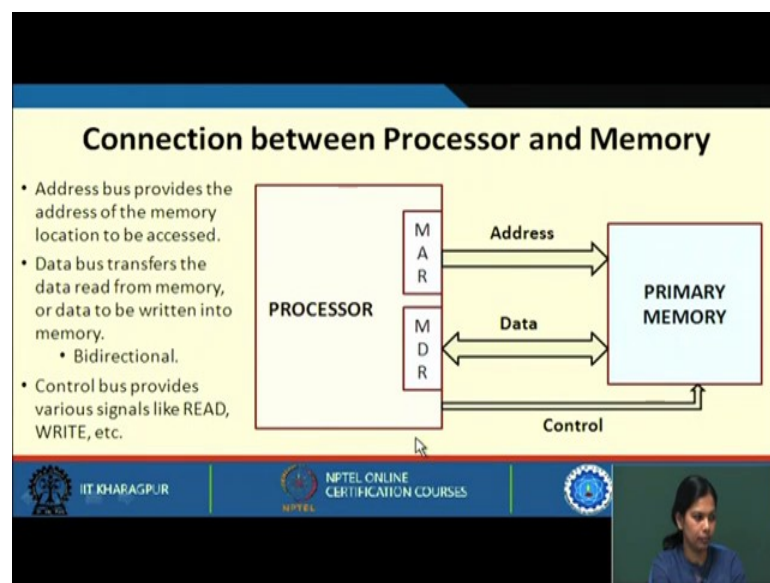 Connection between Processor and Memory
• Address bus provides the
address of the memory
location to be accessed.
• Data bus transfers the
data read from memory,
or data to be written into
memory.
• Bidirectional.
• Control bus provides
various signals like READ,
WRITE, etc.
PROCESSOR
M
A
R
M
D
R
Address
Data
Control
PRIMARY
MEMORY
IIT KHARAGPUR
NPTEL
NPTEL ONLINE
CERTIFICATION COURSES